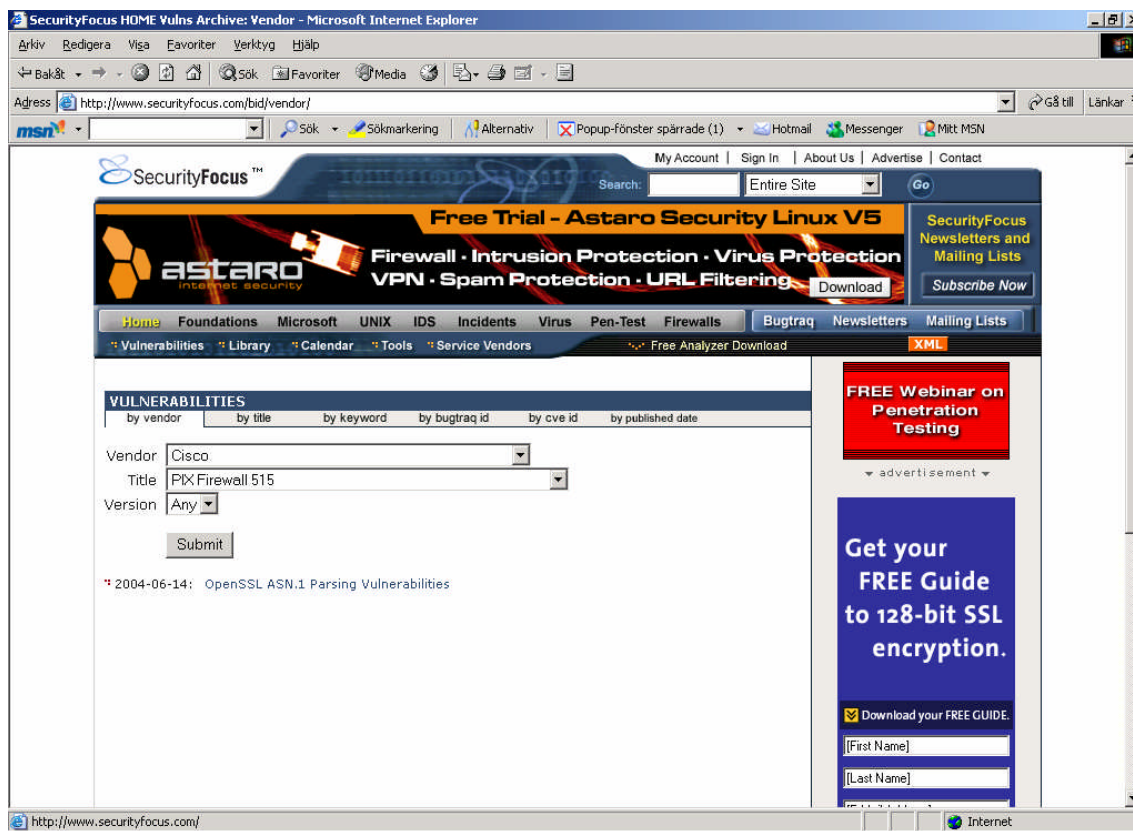 SecurityFocus HOME Vulns Archive: Vendor - Microsoft Internet Explorer
Arkiv Redigera Visa Favoriter Verktyg Hjälp
Bakåt Sök Favoriter Media
Adress http://www.securityfocus.com/bid/vendor/ Gå till Länkar
msn Sök Sökmarkering Alternativ Popup-fönster spärrade (1) Hotmail Messenger Mitt MSN
My Account | Sign In | About Us | Advertise | Contact
SecurityFocus ™
Search: Entire Site Go
Free Trial - Astaro Security Linux V5
Firewall · Intrusion Protection · Virus Protection
VPN · Spam Protection · URL Filtering
astaro
internet security
Download
SecurityFocus
Newsletters and
Mailing Lists
Subscribe Now
Home Foundations Microsoft UNIX IDS Incidents Virus Pen-Test Firewalls Bugtraq Newsletters Mailing Lists
Vulnerabilities Library Calendar Tools Service Vendors Free Analyzer Download XML
VULNERABILITIES
by vendor by title by keyword by bugtraq id by cve id by published date
Vendor Cisco
Title PIX Firewall 515
Version Any
Submit
2004-06-14: OpenSSL ASN.1 Parsing Vulnerabilities
FREE Webinar on
Penetration
Testing
advertisement
Get your
FREE Guide
to 128-bit SSL
encryption.
Download your FREE GUIDE.
[First Name]
[Last Name]
http://www.securityfocus.com/ Internet